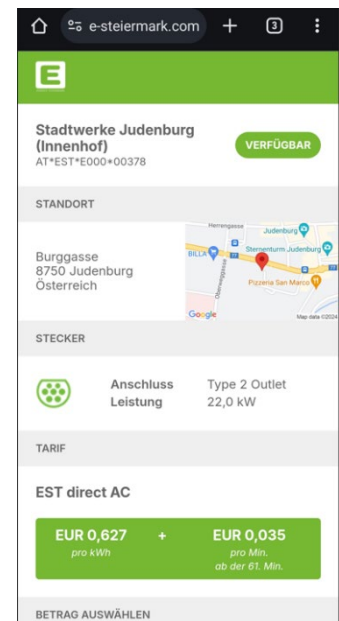 e-steiermark.com
3
E
Stadtwerke Judenburg
(Innenhof)
AT*EST*E000*00378
VERFÜGBAR
STANDORT
Burggasse
8750 Judenburg
Österreich
Herrengasse
Judenburg
BILLA
Sternenturm Judenburg
Pizzeria San Marco
Google
Map data ©2024
STECKER
Anschluss Type 2 Outlet
Leistung 22,0 kW
TARIF
EST direct AC
EUR 0,627 + EUR 0,035
pro kWh pro Min.
ab der 61. Min.
BETRAG AUSWÄHLEN